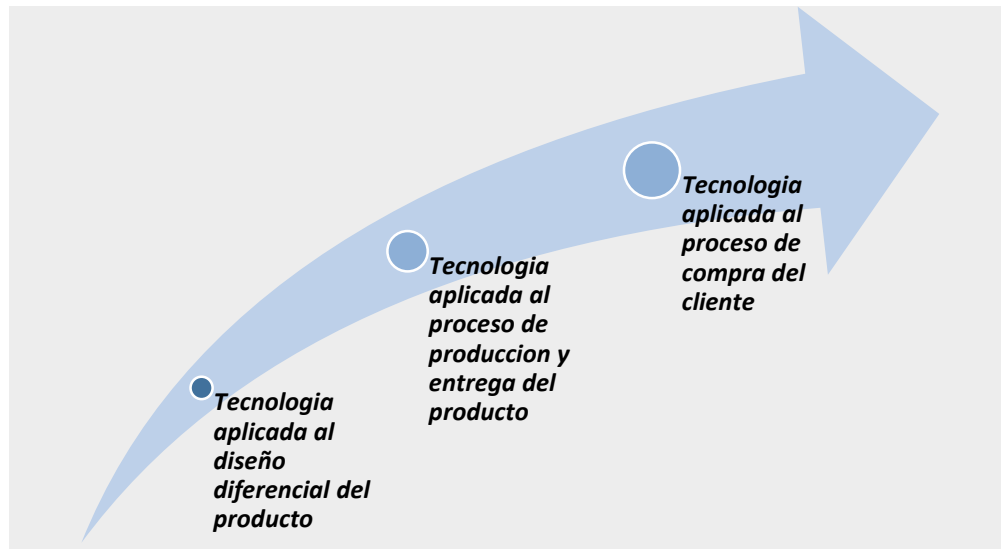 Tecnologia
aplicada al
diseño
diferencial del
producto
Tecnologia
aplicada al
proceso de
produccion y
entrega del
producto
Tecnologia
aplicada al
proceso de
compra del
cliente